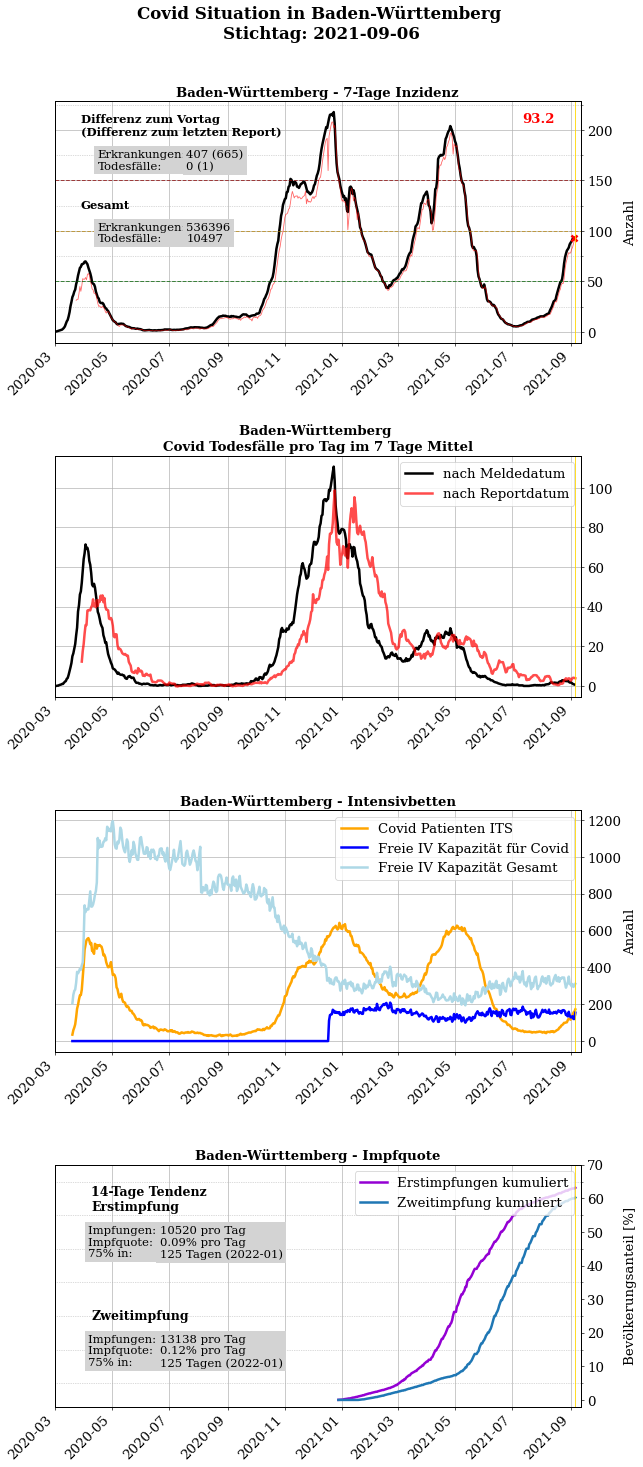 Covid Situation in Baden-Württemberg
Stichtag: 2021-09-06
Baden-Württemberg - 7-Tage Inzidenz
Differenz zum Vortag
(Differenz zum letzten Report)
Erkrankungen 407 (665)
Todesfälle: 0 (1)
Gesamt
Erkrankungen 536396
Todesfälle: 10497
93.2
200
150
100
50
0
Anzahl
2020-03 2020-05 2020-07 2020-09 2020-11 2021-01 2021-03 2021-05 2021-07 2021-09
Baden-Württemberg
Covid Todesfälle pro Tag im 7 Tage Mittel
nach Meldedatum
nach Reportdatum
100
80
60
40
20
0
2020-03 2020-05 2020-07 2020-09 2020-11 2021-01 2021-03 2021-05 2021-07 2021-09
Baden-Württemberg - Intensivbetten
Covid Patienten ITS
Freie IV Kapazität für Covid
Freie IV Kapazität Gesamt
1200
1000
800
600
400
200
0
Anzahl
2020-03 2020-05 2020-07 2020-09 2020-11 2021-01 2021-03 2021-05 2021-07 2021-09
Baden-Württemberg - Impfquote
14-Tage Tendenz
Erstimpfung
Impfungen: 10520 pro Tag
Impfquote: 0.09% pro Tag
75% in: 125 Tagen (2022-01)
Zweitimpfung
Impfungen: 13138 pro Tag
Impfquote: 0.12% pro Tag
75% in: 125 Tagen (2022-01)
Erstimpfungen kumuliert
Zweitimpfung kumuliert
70
60
50
40
30
20
10
0
Bevölkerungsanteil [%]
2020-03 2020-05 2020-07 2020-09 2020-11 2021-01 2021-03 2021-05 2021-07 2021-09